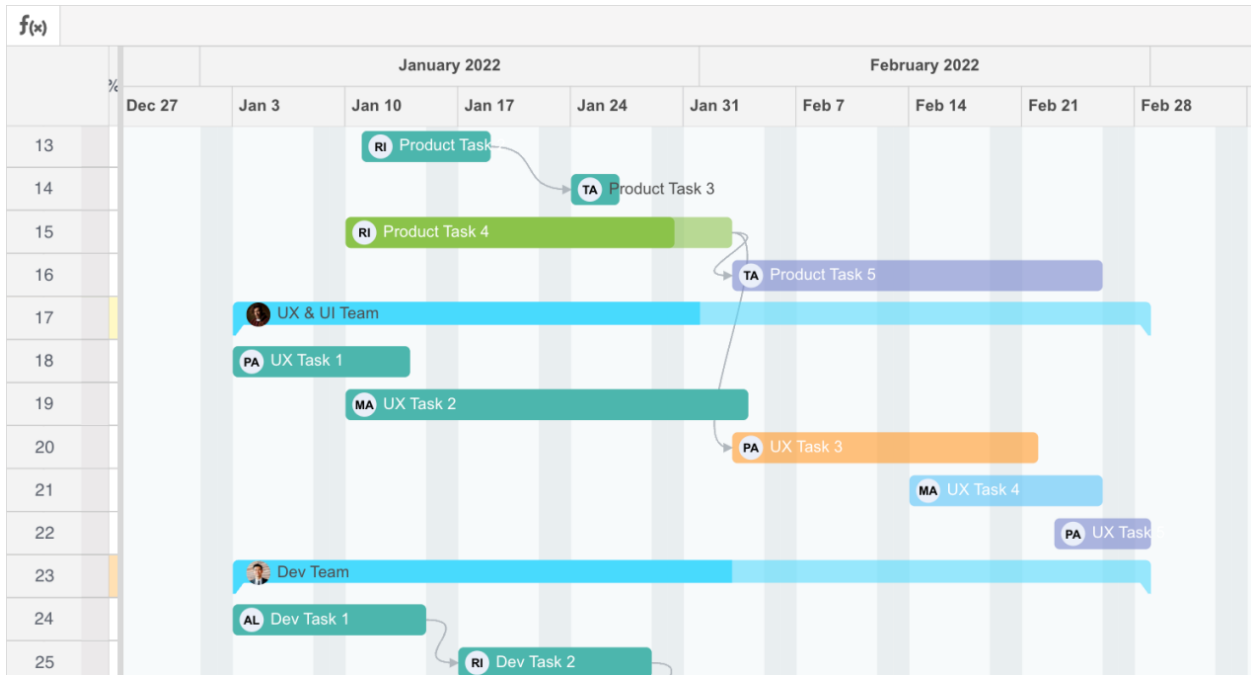 f(x)
January 2022 February 2022
%
Dec 27 Jan 3 Jan 10 Jan 17 Jan 24 Jan 31 Feb 7 Feb 14 Feb 21 Feb 28
13 RI Product Task
14 TA Product Task 3
15 RI Product Task 4
16 TA Product Task 5
17 UX & UI Team
18 PA UX Task 1
19 MA UX Task 2
20 PA UX Task 3
21 MA UX Task 4
22 PA UX Task
23 Dev Team
24 AL Dev Task 1
25 RI Dev Task 2